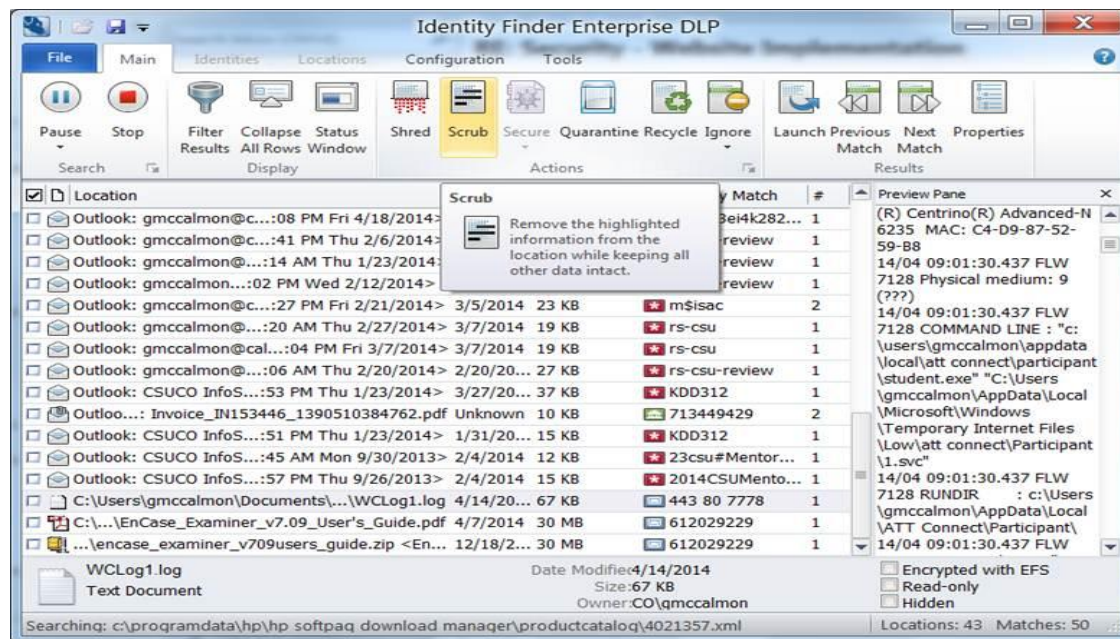 Identity Finder Enterprise DLP
File Main Identities Locations Configuration Tools
Pause Stop Filter Results Collapse All Rows Status Window Shred Scrub Secure Quarantine Recycle Ignore Launch Previous Match Next Match Properties
Search Display Actions Results
Location y Match # Preview Pane
Scrub
Remove the highlighted
information from the
location while keeping all
other data intact.
Outlook: gmccalmon@c...:08 PM Fri 4/18/2014> 3ei4k282... 1
Outlook: gmccalmon@c...:41 PM Thu 2/6/2014> -review 1
Outlook: gmccalmon@...:14 AM Thu 1/23/2014> -review 1
Outlook: gmccalmon...:02 PM Wed 2/12/2014> -review 1
Outlook: gmccalmon@c...:27 PM Fri 2/21/2014> 3/5/2014 23 KB m$isac 2
Outlook: gmccalmon@...:20 AM Thu 2/27/2014> 3/7/2014 19 KB rs-csu 1
Outlook: gmccalmon@cal...:04 PM Fri 3/7/2014> 3/7/2014 19 KB rs-csu 1
Outlook: gmccalmon@...:06 AM Thu 2/20/2014> 2/20/20... 27 KB rs-csu-review 1
Outlook: CSUCO InfoS...:53 PM Thu 1/23/2014> 3/27/20... 37 KB KDD312 1
Outloo...: Invoice_IN153446_1390510384762.pdf Unknown 10 KB 713449429 2
Outlook: CSUCO InfoS...:51 PM Thu 1/23/2014> 1/31/20... 15 KB KDD312 1
Outlook: CSUCO InfoS...:45 AM Mon 9/30/2013> 2/4/2014 12 KB 23csu#Mentor... 1
Outlook: CSUCO InfoS...:57 PM Thu 9/26/2013> 2/4/2014 15 KB 2014CSUMento... 1
C:\Users\gmccalmon\Documents\...\WCLog1.log 4/14/20... 67 KB 443 80 7778 1
C:\...\EnCase_Examiner_v7.09_User's_Guide.pdf 4/7/2014 30 MB 612029229 1
...\encase_examiner_v709users_guide.zip <En... 12/18/2... 30 MB 612029229 1
(R) Centrino(R) Advanced-N
6235 MAC: C4-D9-87-52-
59-B8
14/04 09:01:30.437 FLW
7128 Physical medium: 9
(???)
14/04 09:01:30.437 FLW
7128 COMMAND LINE : "c:
\users\gmccalmon\appdata
\local\att connect\participant
\student.exe" "C:\Users
\gmccalmon\AppData\Local
\Microsoft\Windows
\Temporary Internet Files
\Low\att connect\Participant
\1.svc"
14/04 09:01:30.437 FLW
7128 RUNDIR : c:\Users
\gmccalmon\AppData\Local
\ATT Connect\Participant\
14/04 09:01:30.437 FLW
WCLog1.log Date Modified 4/14/2014 Encrypted with EFS
Text Document Size: 67 KB Read-only
Owner: CO\gmccalmon Hidden
Searching: c:\programdata\hp\hp softpaq download manager\productcatalog\4021357.xml Locations: 43 Matches: 50